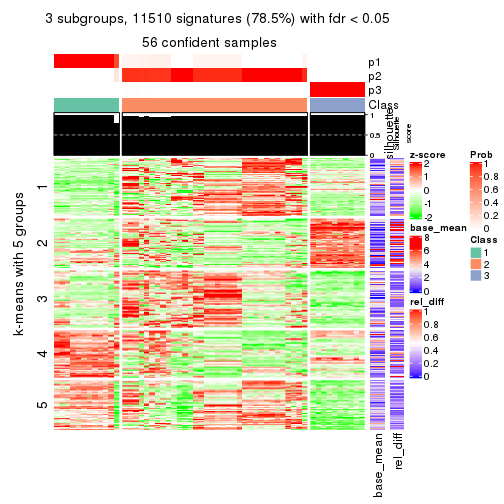 3 subgroups, 11510 signatures (78.5%) with fdr < 0.05
56 confident samples
p1
p2
p3
Class
1
0.5
0
silhouette
Silhouette
score
k-means with 5 groups
1
2
3
4
5
base_mean
rel_diff
z-score
2
1
0
-1
-2
base_mean
8
6
4
2
0
rel_diff
1
0.8
0.6
0.4
0.2
0
Prob
1
0.8
0.6
0.4
0.2
0
Class
1
2
3